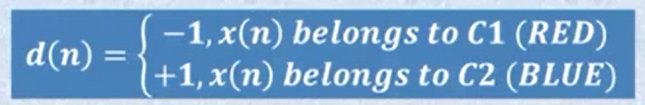 d(n) = { −1, x(n) belongs to C1 (RED)
+1, x(n) belongs to C2 (BLUE)